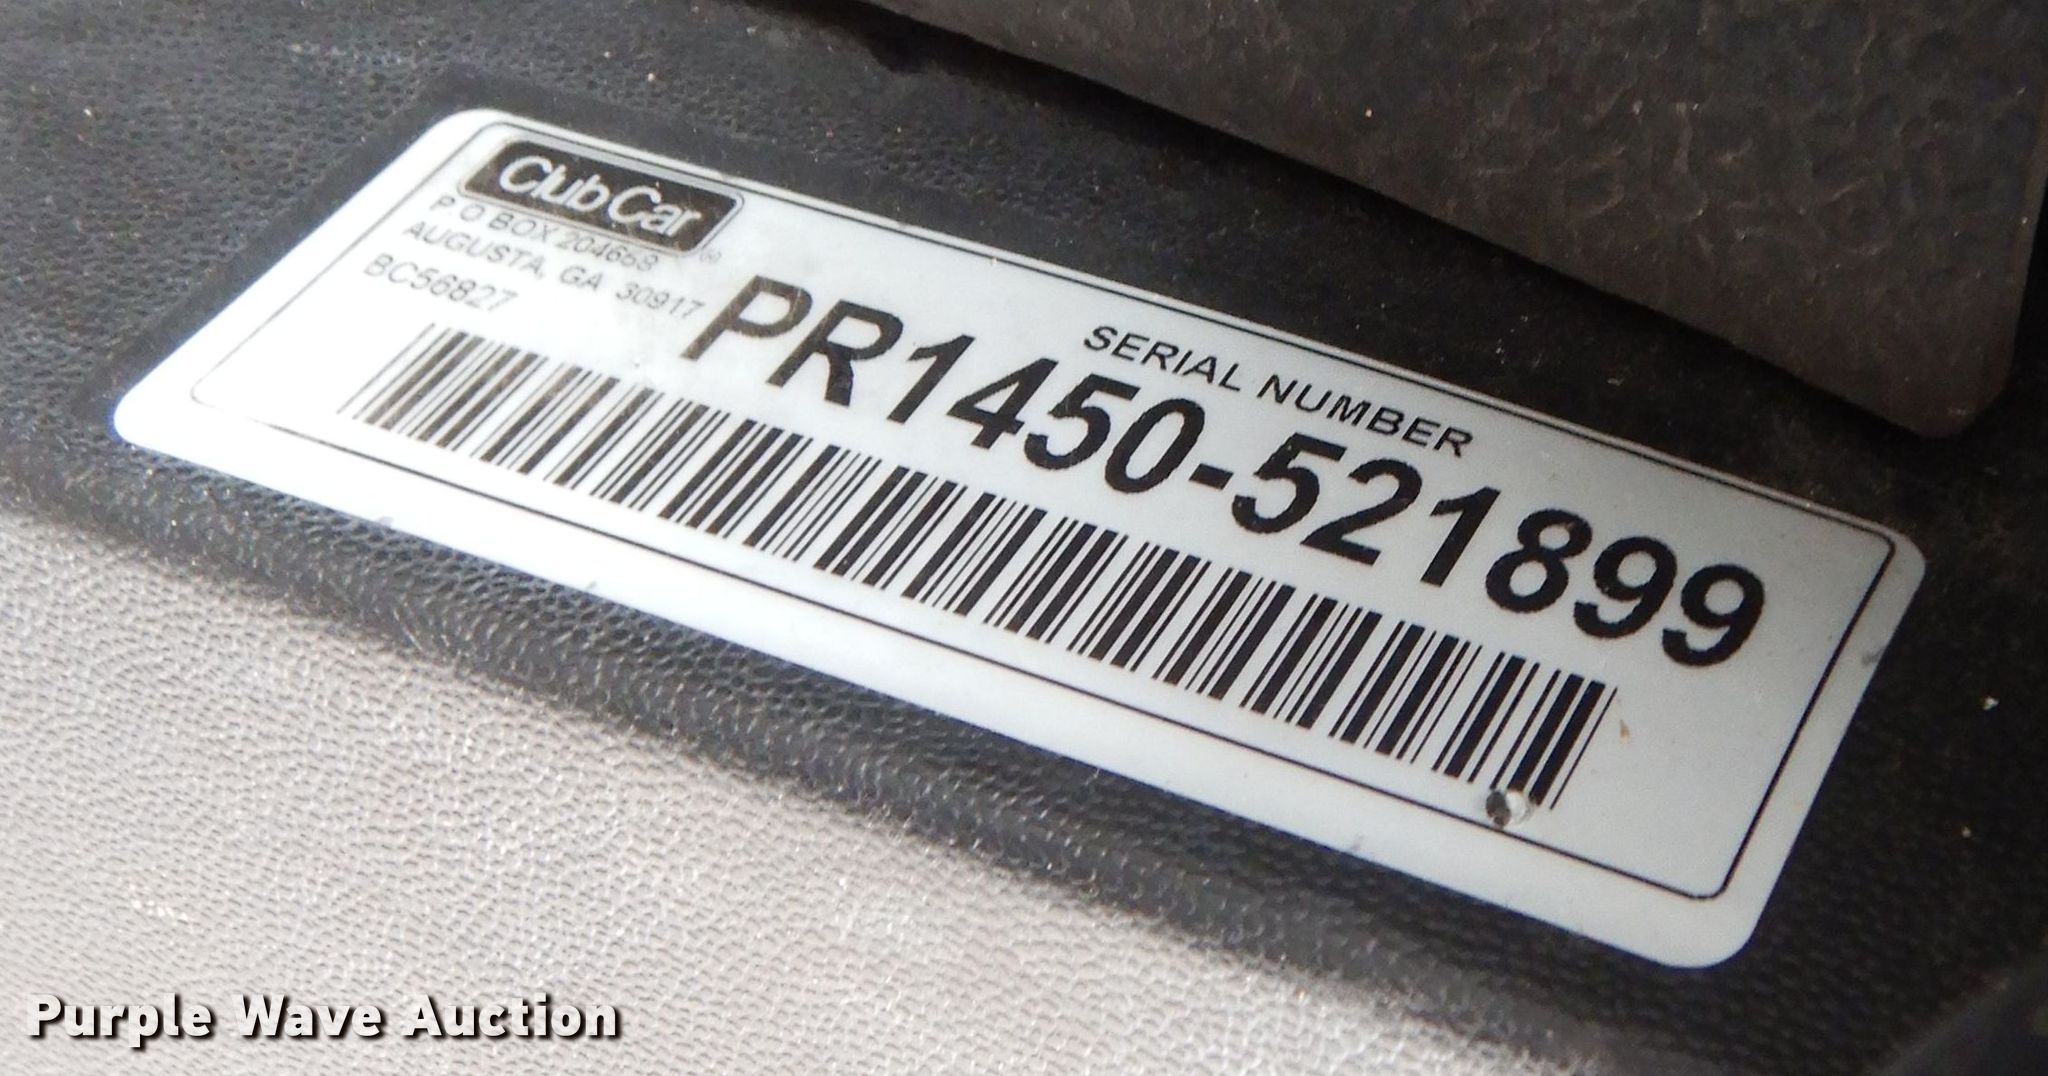 Club Car
®
P.O BOX 204658
AUGUSTA, GA 30917
BC56827
SERIAL NUMBER
PR1450-521899
Purple Wave Auction